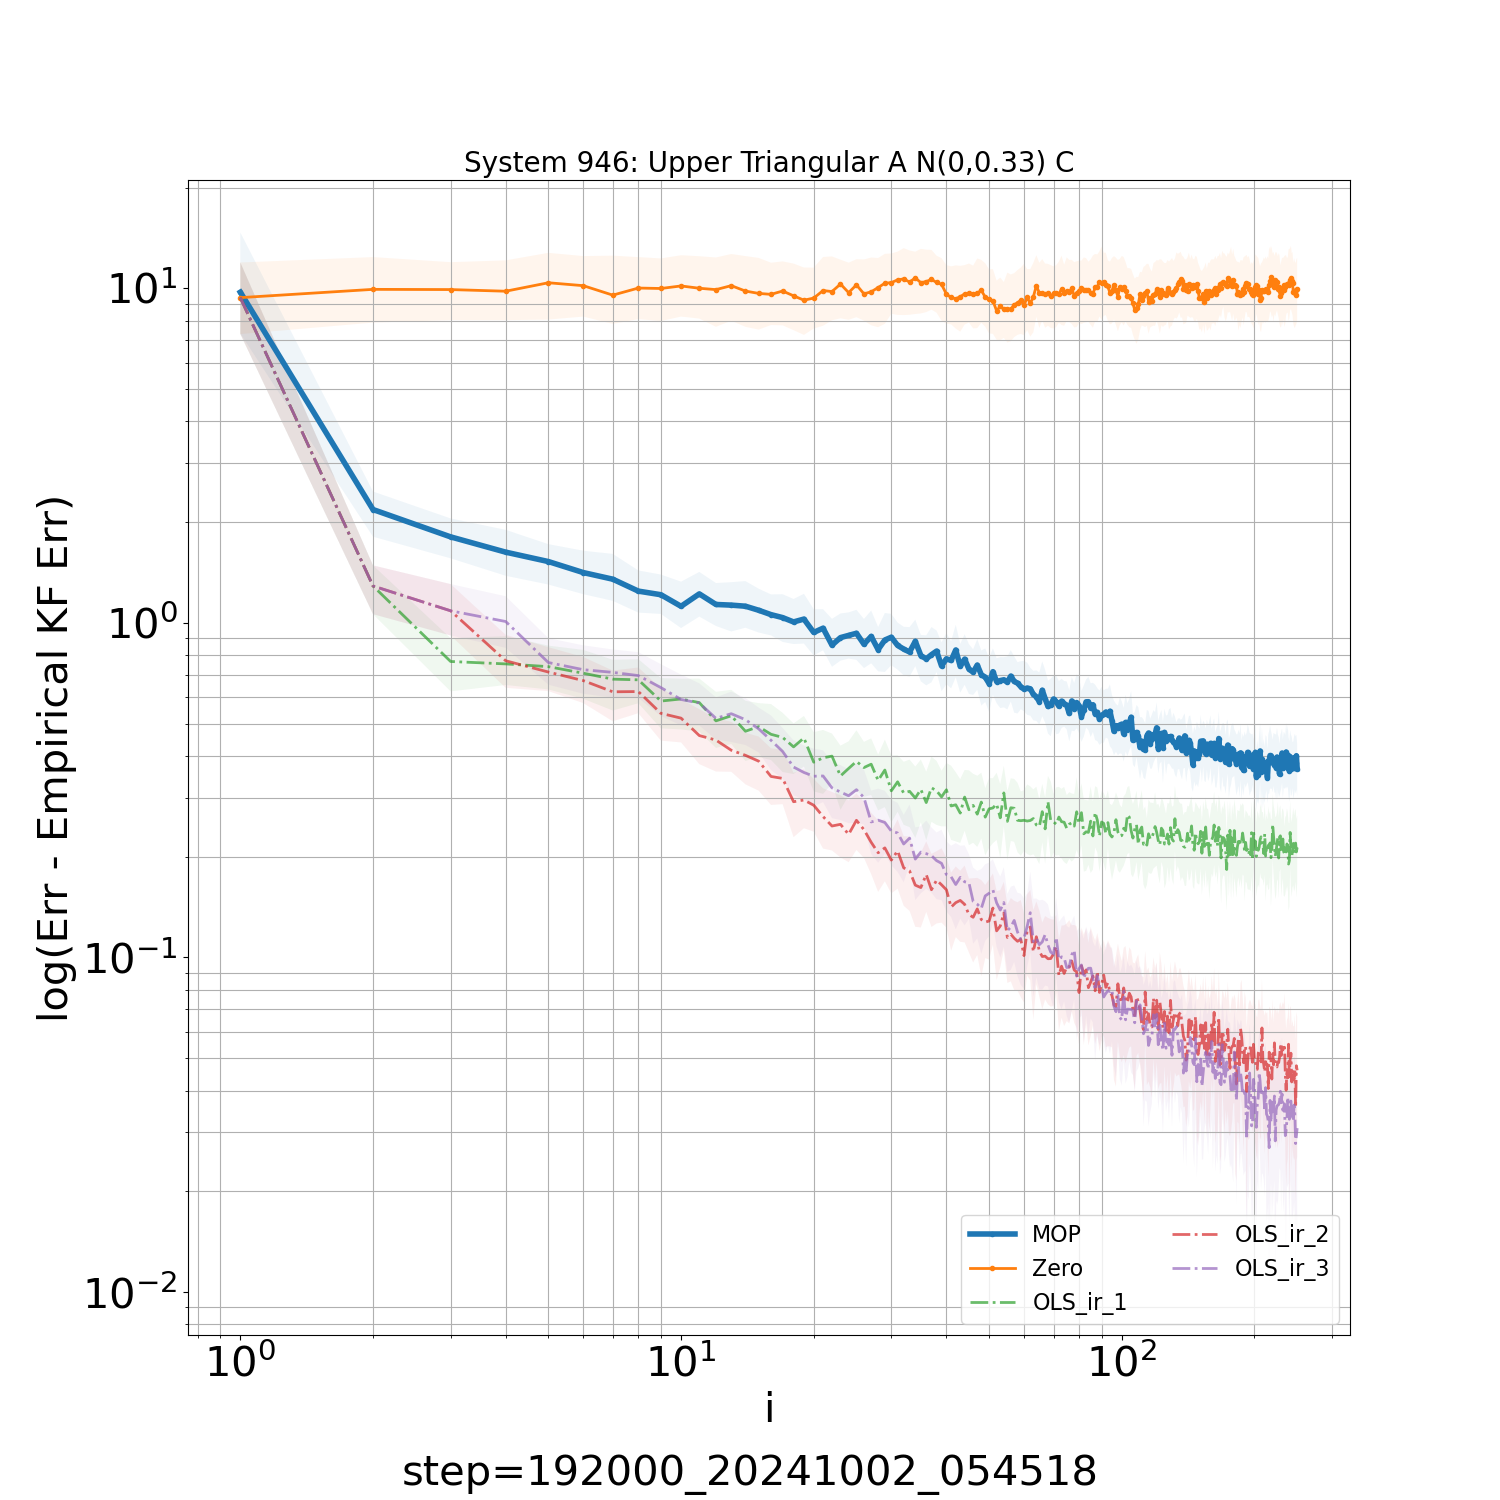 System 946: Upper Triangular A N(0,0.33) C
log(Err - Empirical KF Err)
10¹
10⁰
10⁻¹
10⁻²
MOP
Zero
OLS_ir_1
OLS_ir_2
OLS_ir_3
10⁰ 10¹ 10²
i
step=192000_20241002_054518